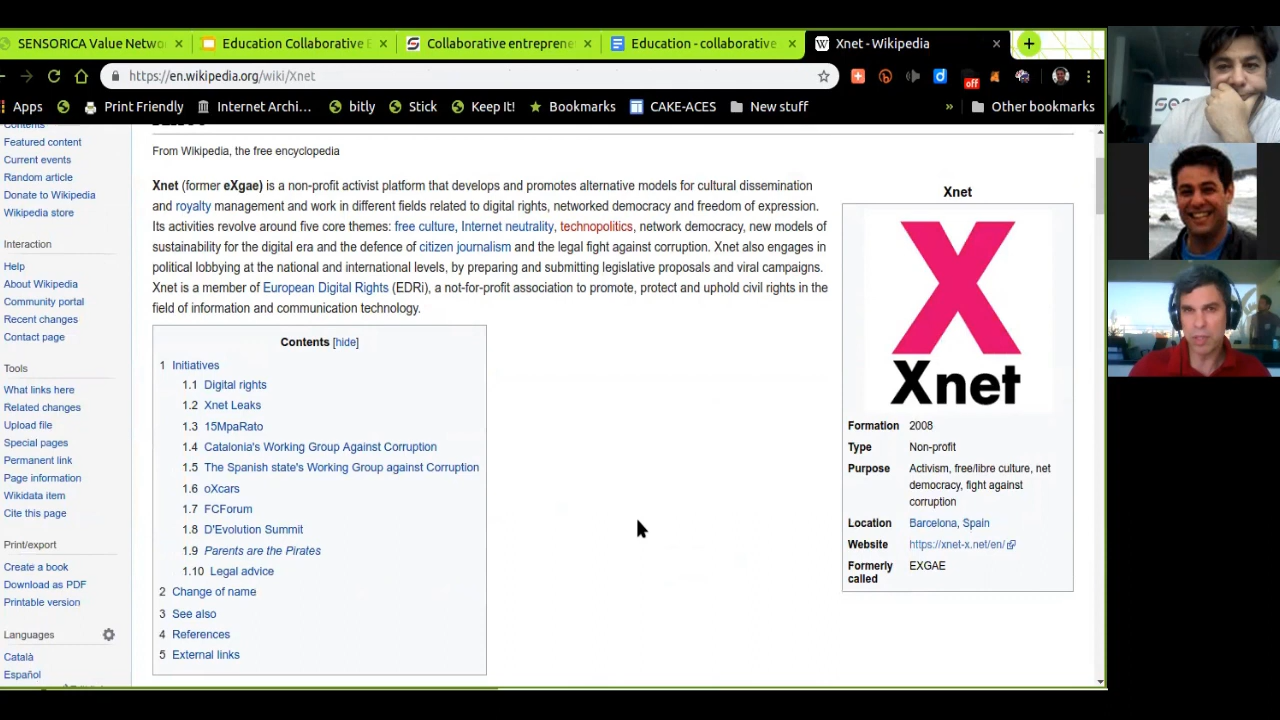 SENSORICA Value Netwo
Education Collaborative E
Collaborative entreprene
Education - collaborative
Xnet - Wikipedia
https://en.wikipedia.org/wiki/Xnet
off
Apps
Print Friendly
Internet Archi...
bitly
Stick
Keep It!
Bookmarks
CAKE-ACES
New stuff
»
Other bookmarks
Contents
Featured content
Current events
Random article
Donate to Wikipedia
Wikipedia store
Interaction
Help
About Wikipedia
Community portal
Recent changes
Contact page
Tools
What links here
Related changes
Upload file
Special pages
Permanent link
Page information
Wikidata item
Cite this page
Print/export
Create a book
Download as PDF
Printable version
Languages
Català
Español
From Wikipedia, the free encyclopedia
Xnet (former eXgae) is a non-profit activist platform that develops and promotes alternative models for cultural dissemination
and royalty management and work in different fields related to digital rights, networked democracy and freedom of expression.
Its activities revolve around five core themes: free culture, Internet neutrality, technopolitics, network democracy, new models of
sustainability for the digital era and the defence of citizen journalism and the legal fight against corruption. Xnet also engages in
political lobbying at the national and international levels, by preparing and submitting legislative proposals and viral campaigns.
Xnet is a member of European Digital Rights (EDRi), a not-for-profit association to promote, protect and uphold civil rights in the
field of information and communication technology.
Contents [hide]
1 Initiatives
1.1 Digital rights
1.2 Xnet Leaks
1.3 15MpaRato
1.4 Catalonia's Working Group Against Corruption
1.5 The Spanish state's Working Group against Corruption
1.6 oXcars
1.7 FCForum
1.8 D'Evolution Summit
1.9 Parents are the Pirates
1.10 Legal advice
2 Change of name
3 See also
4 References
5 External links
Xnet
X
Xnet
Formation 2008
Type Non-profit
Purpose Activism, free/libre culture, net
democracy, fight against
corruption
Location Barcelona, Spain
Website https://xnet-x.net/en/
Formerly EXGAE
called